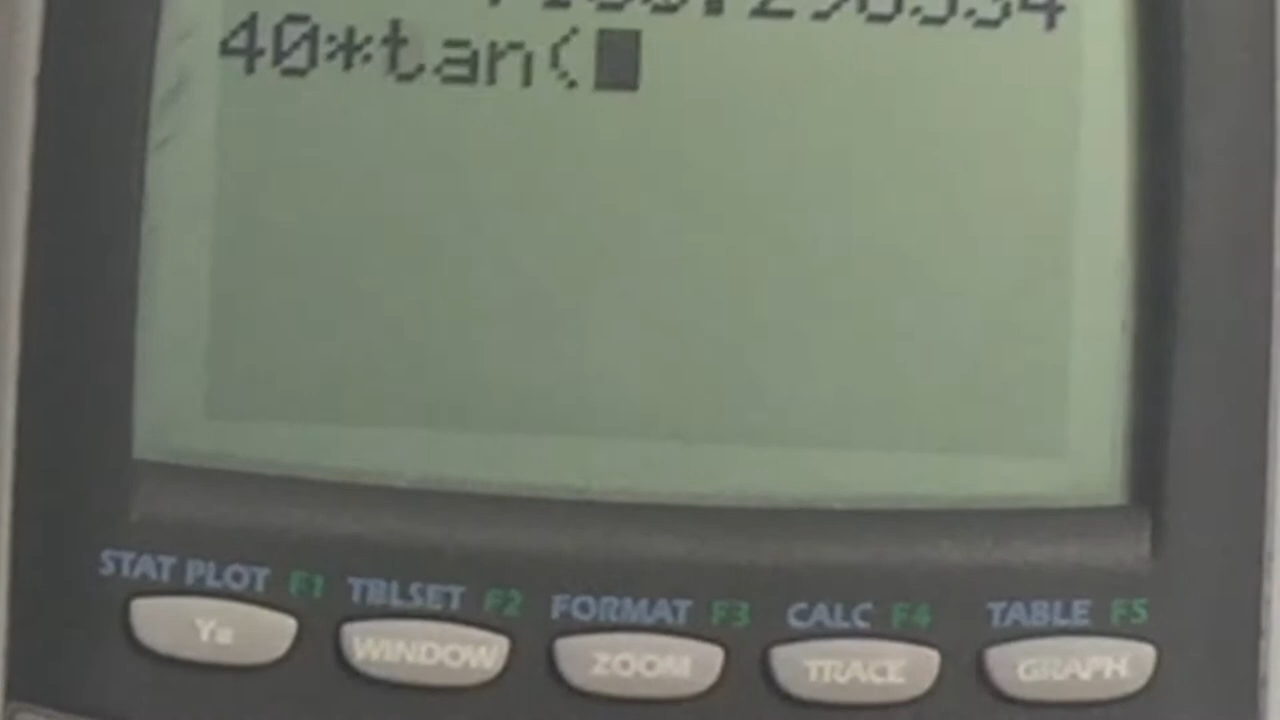 40*tan(
STAT PLOT F1 TBLSET F2 FORMAT F3 CALC F4 TABLE F5
Y= WINDOW ZOOM TRACE GRAPH